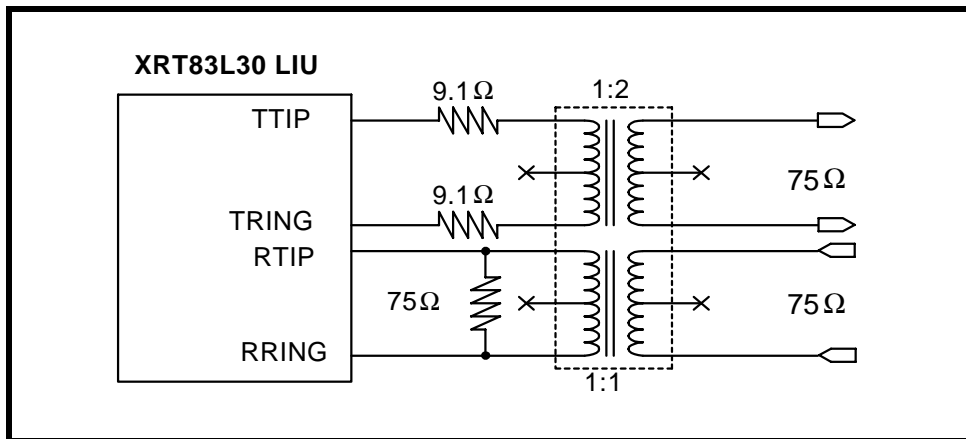 XRT83L30 LIU
9.1Ω
1:2
TTIP
75Ω
9.1Ω
TRING
RTIP
75Ω
75Ω
RRING
1:1